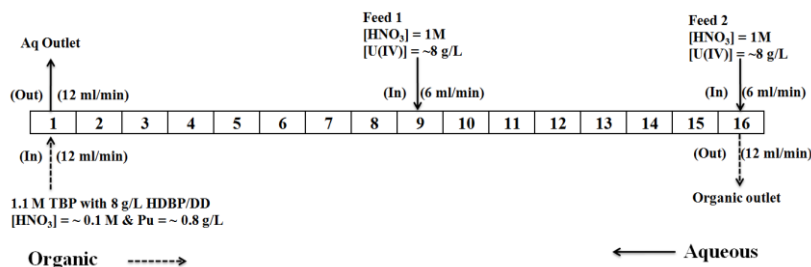 Feed 1
[HNO₃] = 1M
[U(IV)] = ~8 g/L
Feed 2
[HNO₃] = 1M
[U(IV)] = ~8 g/L
Aq Outlet
(Out) (12 ml/min)
(In) (6 ml/min)
(In) (6 ml/min)
1 2 3 4 5 6 7 8 9 10 11 12 13 14 15 16
(In) (12 ml/min)
(Out) (12 ml/min)
Organic outlet
1.1 M TBP with 8 g/L HDBP/DD
[HNO₃] = ~ 0.1 M & Pu = ~ 0.8 g/L
Organic
Aqueous